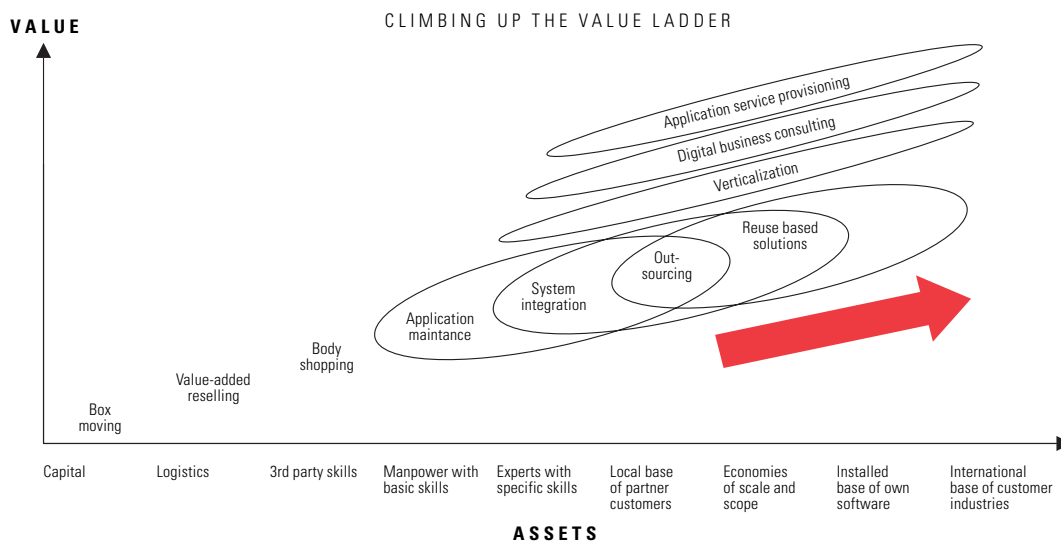 CLIMBING UP THE VALUE LADDER
VALUE
Application service provisioning
Digital business consulting
Verticalization
Reuse based
solutions
Out-
sourcing
System
integration
Application
maintance
Body
shopping
Value-added
reselling
Box
moving
Capital
Logistics
3rd party skills
Manpower with
basic skills
Experts with
specific skills
Local base
of partner
customers
Economies
of scale and
scope
Installed
base of own
software
International
base of customer
industries
ASSETS